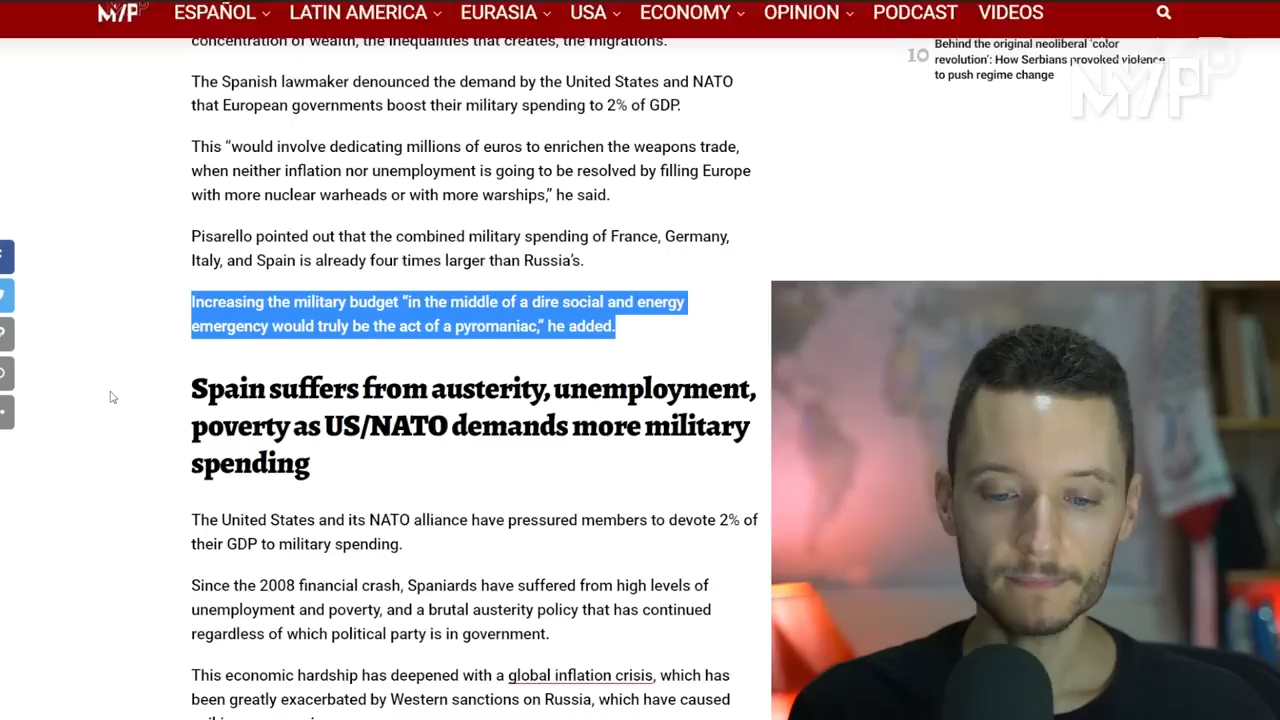 M/P
ESPAÑOL
LATIN AMERICA
EURASIA
USA
ECONOMY
OPINION
PODCAST
VIDEOS
concentration of wealth, the inequalities that creates, the migrations.
The Spanish lawmaker denounced the demand by the United States and NATO
that European governments boost their military spending to 2% of GDP.
This “would involve dedicating millions of euros to enrichen the weapons trade,
when neither inflation nor unemployment is going to be resolved by filling Europe
with more nuclear warheads or with more warships,” he said.
Pisarello pointed out that the combined military spending of France, Germany,
Italy, and Spain is already four times larger than Russia’s.
Increasing the military budget “in the middle of a dire social and energy
emergency would truly be the act of a pyromaniac,” he added.
Spain suffers from austerity, unemployment,
poverty as US/NATO demands more military
spending
The United States and its NATO alliance have pressured members to devote 2% of
their GDP to military spending.
Since the 2008 financial crash, Spaniards have suffered from high levels of
unemployment and poverty, and a brutal austerity policy that has continued
regardless of which political party is in government.
This economic hardship has deepened with a global inflation crisis, which has
been greatly exacerbated by Western sanctions on Russia, which have caused
10
Behind the original neoliberal ‘color
revolution’: How Serbians provoked violence
to push regime change
M/P